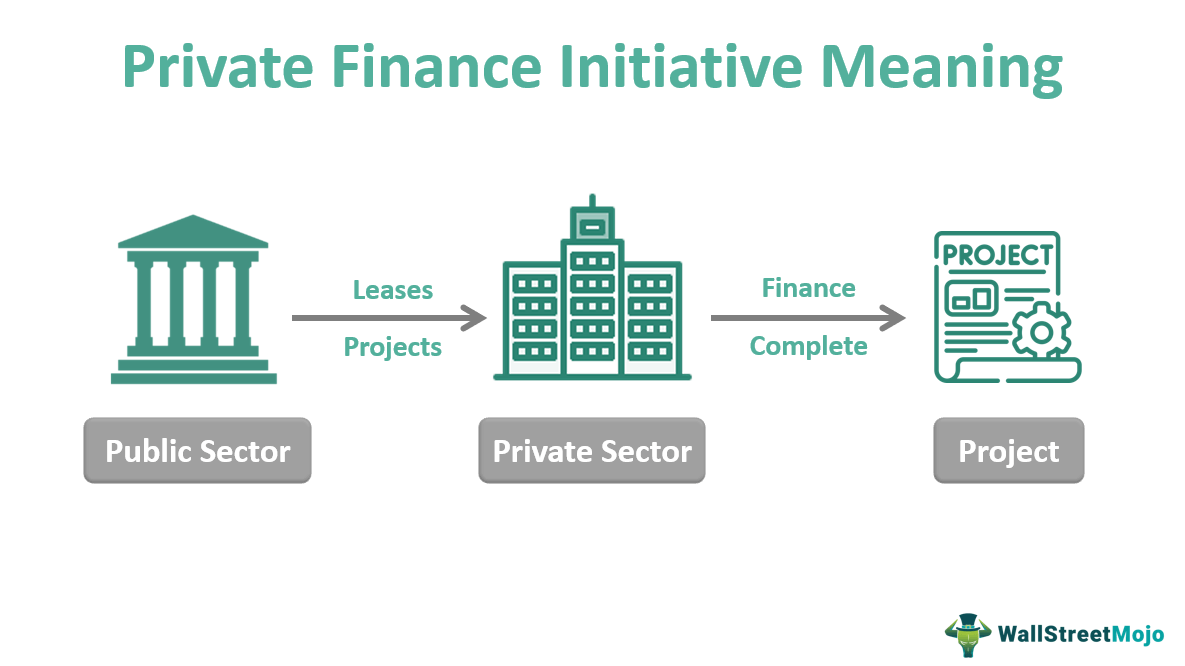 Private Finance Initiative Meaning
Leases
Projects
Finance
Complete
PROJECT
Public Sector
Private Sector
Project
WallStreetMojo